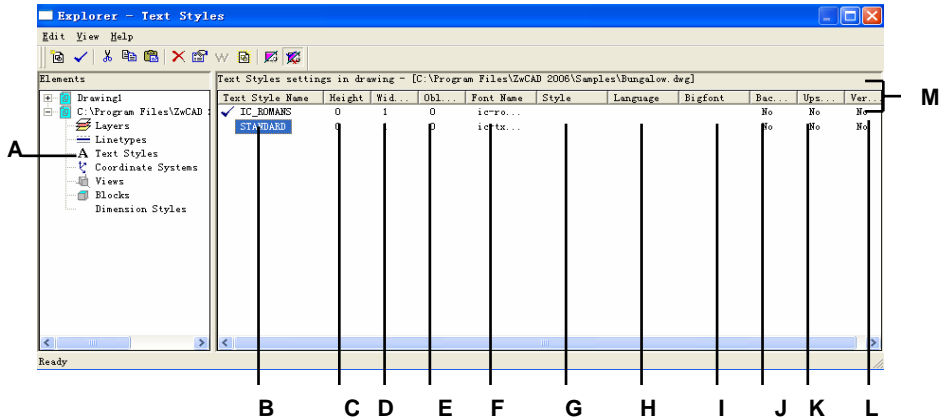 Explorer - Text Styles
Edit View Help
Elements
Text Styles settings in drawing - [C:\Program Files\ZwCAD 2006\Samples\Bungalow.dwg]
Drawing1
C:\Program Files\ZwCAD
Layers
Linetypes
Text Styles
Coordinate Systems
Views
Blocks
Dimension Styles
Text Style Name Height Wid... Obl... Font Name Style Language Bigfont Bac... Ups... Ver...
IC_ROMANS 0 1 0 ic-ro... No No No
STANDARD 0 1 0 ic-tx... No No No
Ready
A
M
B C D E F G H I J K L